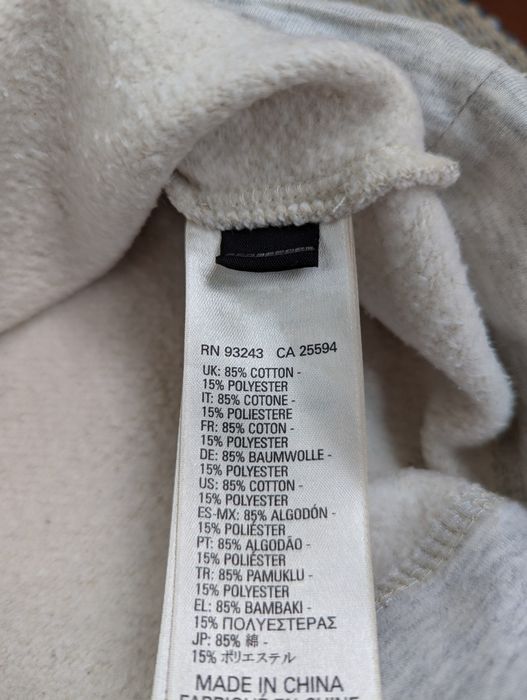 RN 93243 CA 25594
UK: 85% COTTON -
15% POLYESTER
IT: 85% COTONE -
15% POLIESTERE
FR: 85% COTON -
15% POLYESTER
DE: 85% BAUMWOLLE -
15% POLYESTER
US: 85% COTTON -
15% POLYESTER
ES-MX: 85% ALGODÓN -
15% POLIÉSTER
PT: 85% ALGODÃO -
15% POLIÉSTER
TR: 85% PAMUKLU -
15% POLYESTER
EL: 85% BAMBAKI -
15% ΠΟΛΥΕΣΤΕΡΑΣ
JP: 85% 綿 -
15% ポリエステル
MADE IN CHINA
FABRIQUE EN CHINE